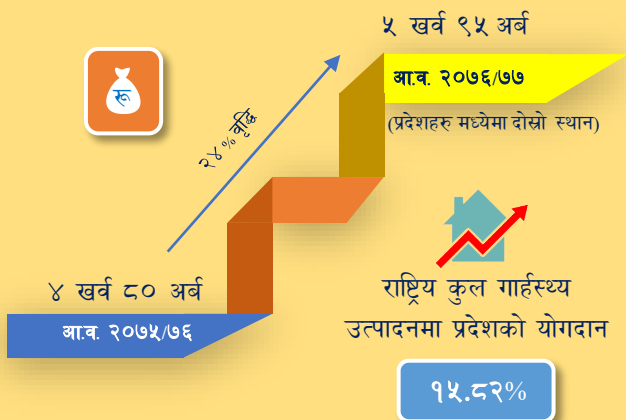 ५ खर्व ९५ अर्ब
आ.व. २०७६/७७
(प्रदेशहरु मध्येमा दोस्रो स्थान)
रू
२४% वृद्धि
४ खर्व ८० अर्ब
आ.व. २०७५/७६
राष्ट्रिय कुल गार्हस्थ्य
उत्पादनमा प्रदेशको योगदान
१५.८२%